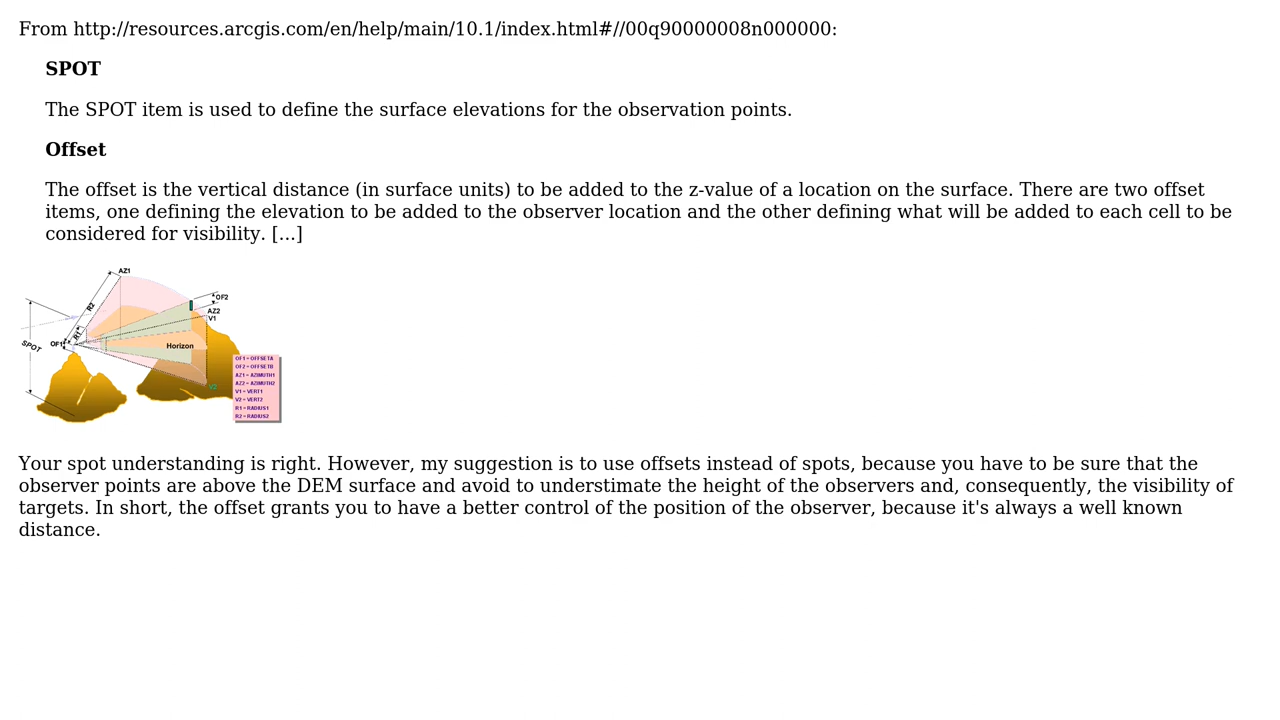 From http://resources.arcgis.com/en/help/main/10.1/index.html#//00q90000008n000000:
SPOT
The SPOT item is used to define the surface elevations for the observation points.
Offset
The offset is the vertical distance (in surface units) to be added to the z-value of a location on the surface. There are two offset
items, one defining the elevation to be added to the observer location and the other defining what will be added to each cell to be
considered for visibility. [...]
AZ1
R2
OF2
AZ2
V1
R1
SPOT
OF1
Horizon
V2
OF1 = OFFSETA
OF2 = OFFSETB
AZ1 = AZIMUTH1
AZ2 = AZIMUTH2
V1 = VERT1
V2 = VERT2
R1 = RADIUS1
R2 = RADIUS2
Your spot understanding is right. However, my suggestion is to use offsets instead of spots, because you have to be sure that the
observer points are above the DEM surface and avoid to understimate the height of the observers and, consequently, the visibility of
targets. In short, the offset grants you to have a better control of the position of the observer, because it's always a well known
distance.